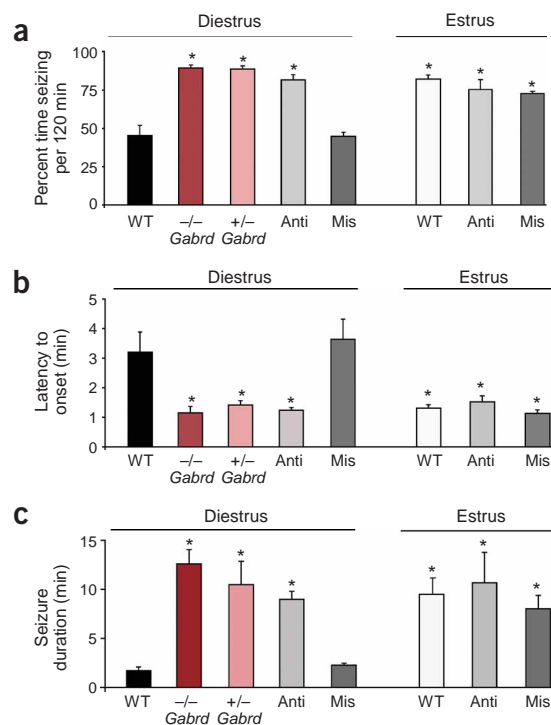 a
Diestrus Estrus
Percent time seizing
per 120 min
100
75
50
25
0
* * * * * *
WT –/– +/– Anti Mis WT Anti Mis
Gabrd Gabrd
b
Diestrus Estrus
Latency to
onset (min)
5
4
3
2
1
0
* * * * * *
WT –/– +/– Anti Mis WT Anti Mis
Gabrd Gabrd
c
Diestrus Estrus
Seizure
duration (min)
15
10
5
0
* * * * * *
WT –/– +/– Anti Mis WT Anti Mis
Gabrd Gabrd